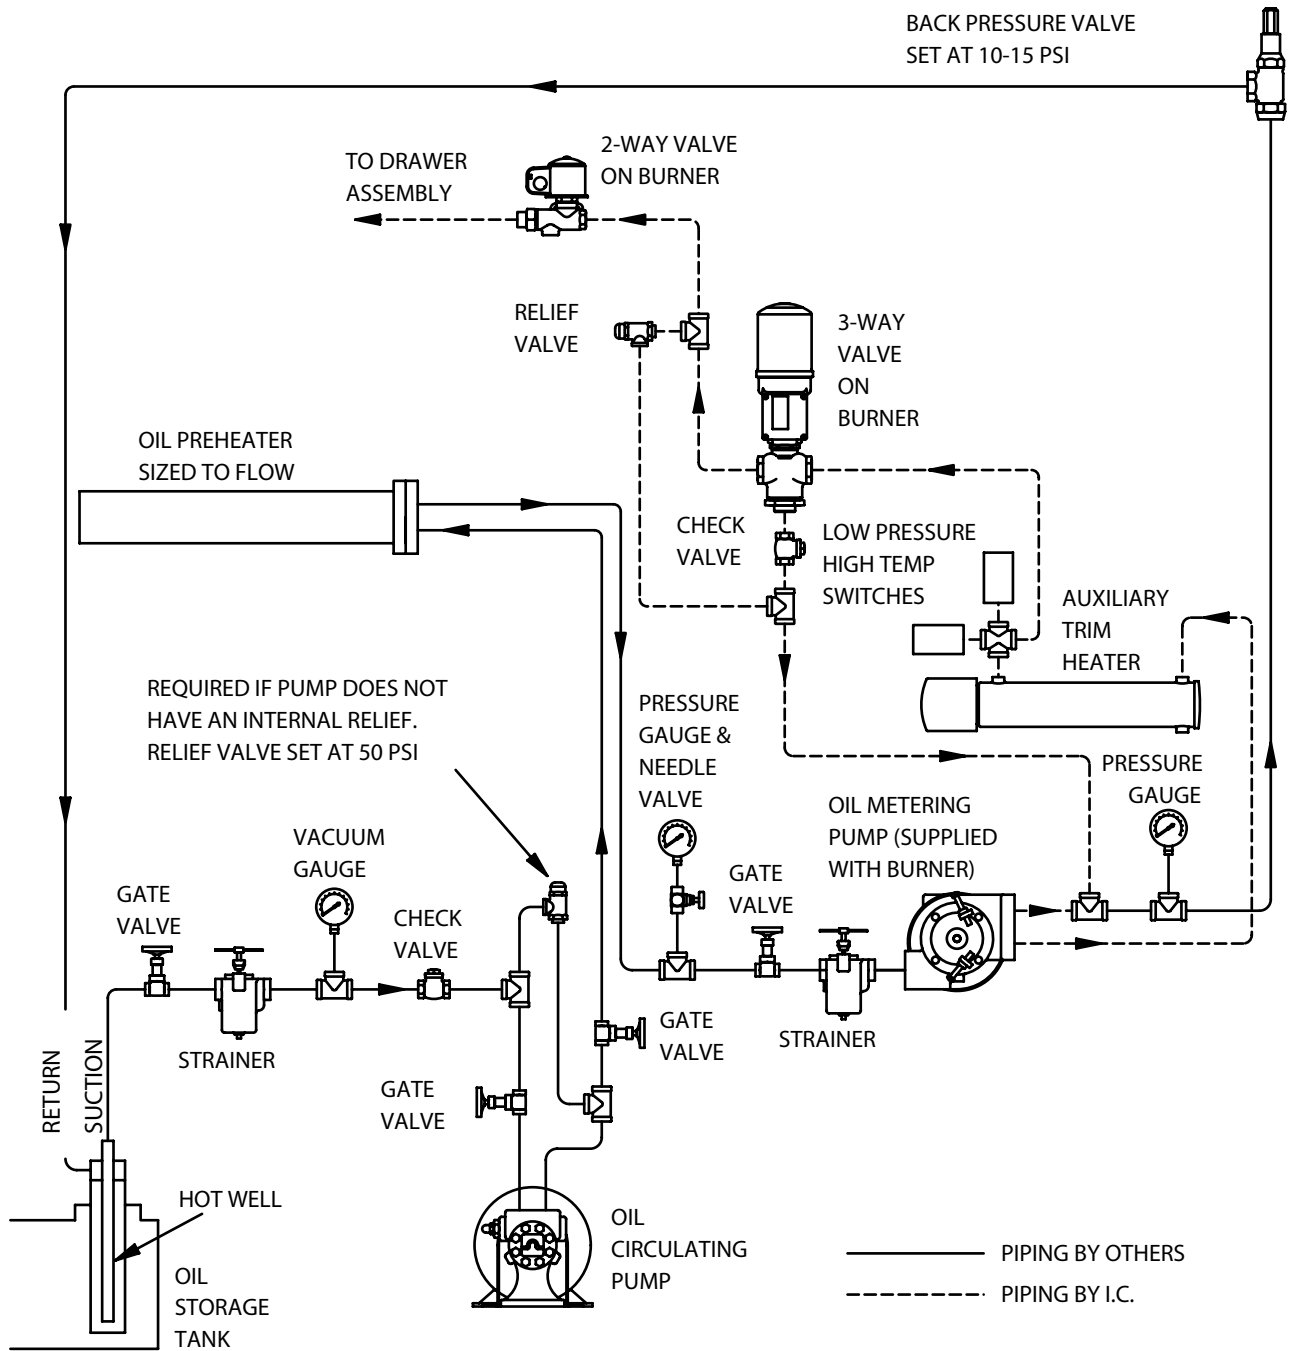 BACK PRESSURE VALVE
SET AT 10-15 PSI
2-WAY VALVE
ON BURNER
TO DRAWER
ASSEMBLY
RELIEF
VALVE
3-WAY
VALVE
ON
BURNER
OIL PREHEATER
SIZED TO FLOW
CHECK
VALVE
LOW PRESSURE
HIGH TEMP
SWITCHES
AUXILIARY
TRIM
HEATER
REQUIRED IF PUMP DOES NOT
HAVE AN INTERNAL RELIEF.
RELIEF VALVE SET AT 50 PSI
PRESSURE
GAUGE &
NEEDLE
VALVE
PRESSURE
GAUGE
OIL METERING
PUMP (SUPPLIED
WITH BURNER)
VACUUM
GAUGE
GATE
VALVE
CHECK
VALVE
GATE
VALVE
STRAINER
GATE
VALVE
STRAINER
GATE
VALVE
RETURN
SUCTION
HOT WELL
OIL
STORAGE
TANK
OIL
CIRCULATING
PUMP
PIPING BY OTHERS
PIPING BY I.C.